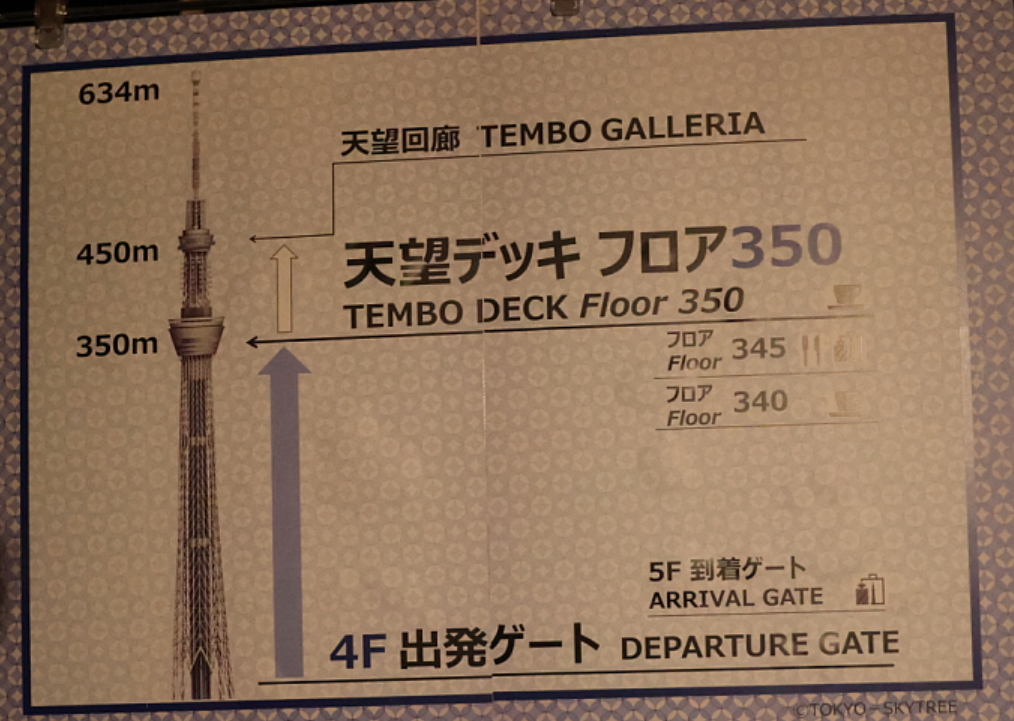 634m
天望回廊 TEMBO GALLERIA
450m
天望デッキ フロア350
TEMBO DECK Floor 350
350m
フロア
Floor 345
フロア
Floor 340
5F 到着ゲート
ARRIVAL GATE
4F 出発ゲート DEPARTURE GATE
©TOKYO-SKYTREE